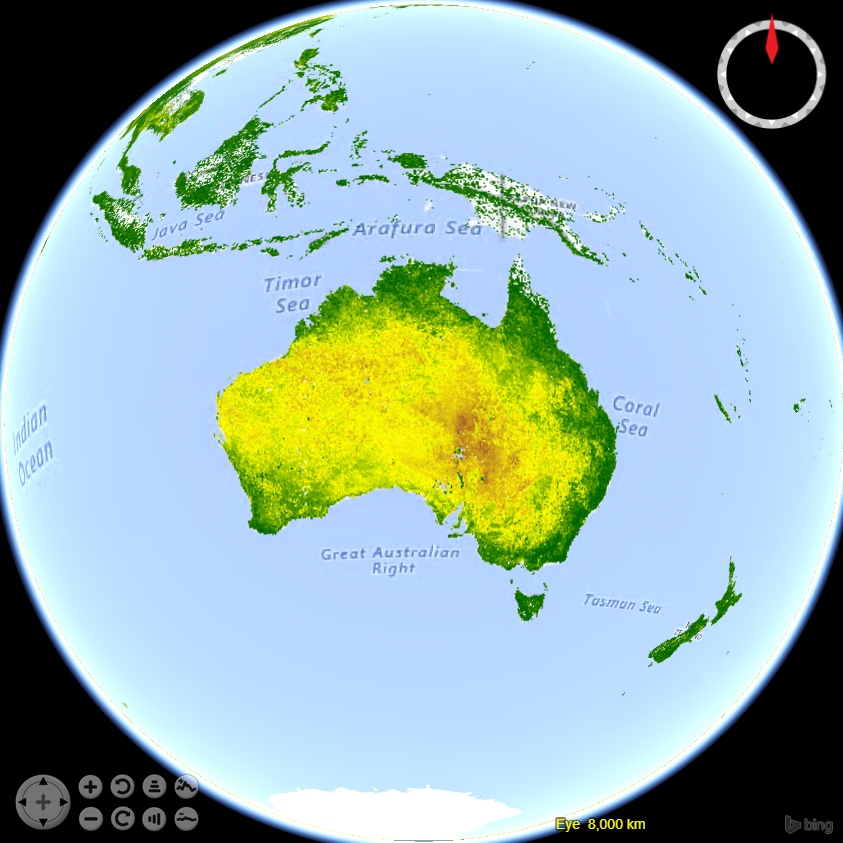 Java Sea
Arafura Sea
Timor
Sea
Coral
Sea
Indian
Ocean
Great Australian
Right
Tasman Sea
Eye 8,000 km
bing